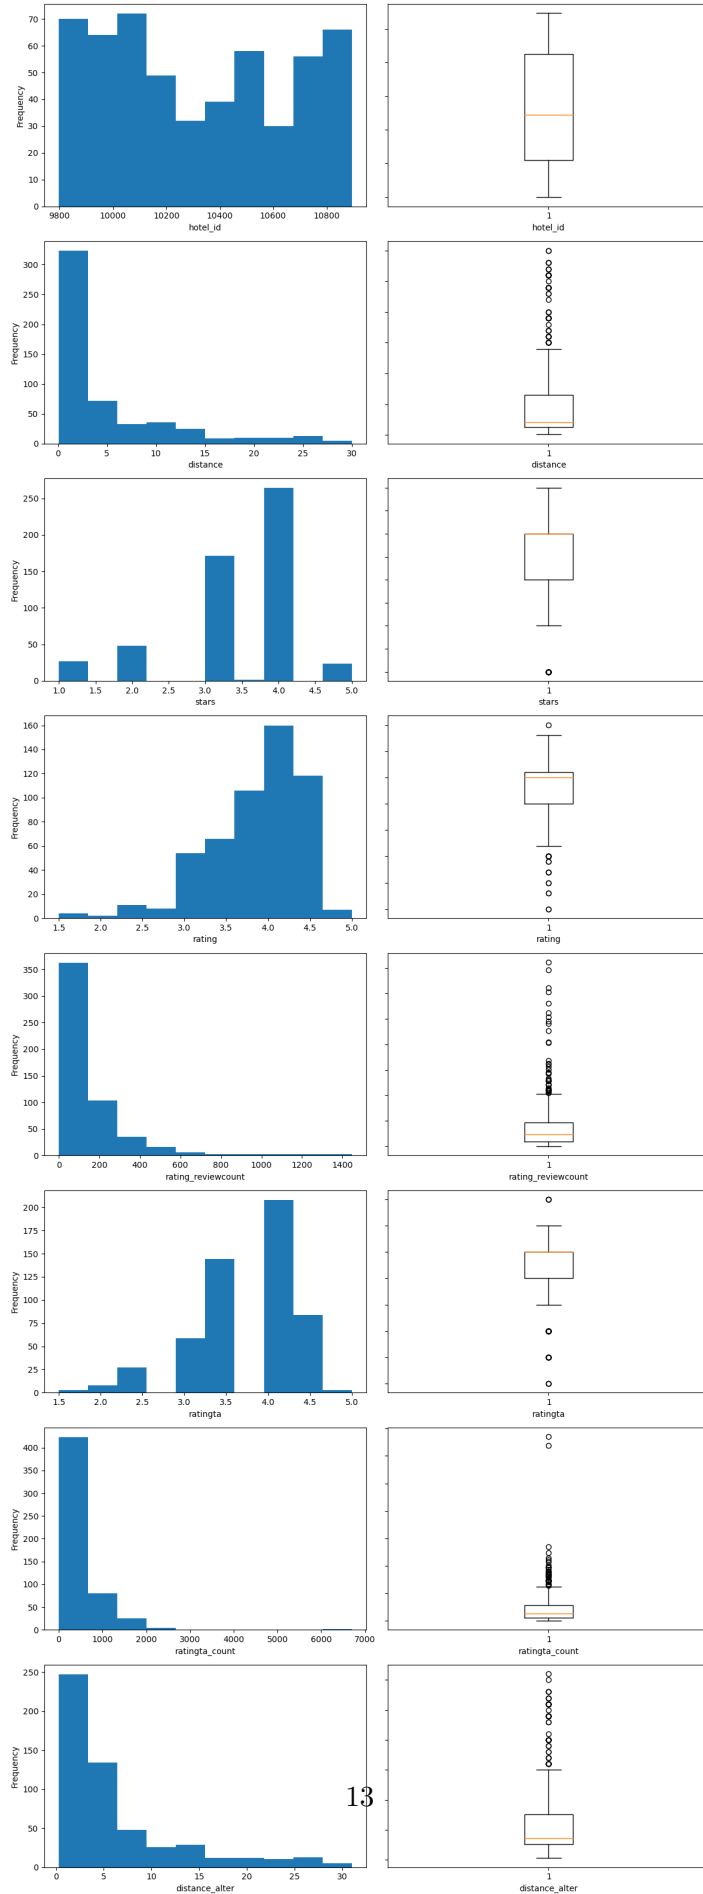 70
60
50
40
30
20
10
0
Frequency
9800 10000 10200 10400 10600 10800
hotel_id
1
hotel_id
300
250
200
150
100
50
0
Frequency
0 5 10 15 20 25 30
distance
1
distance
250
200
150
100
50
0
Frequency
1.0 1.5 2.0 2.5 3.0 3.5 4.0 4.5 5.0
stars
1
stars
160
140
120
100
80
60
40
20
0
Frequency
1.5 2.0 2.5 3.0 3.5 4.0 4.5 5.0
rating
1
rating
350
300
250
200
150
100
50
0
Frequency
0 200 400 600 800 1000 1200 1400
rating_reviewcount
1
rating_reviewcount
200
175
150
125
100
75
50
25
0
Frequency
1.5 2.0 2.5 3.0 3.5 4.0 4.5 5.0
ratingta
1
ratingta
400
350
300
250
200
150
100
50
0
Frequency
0 1000 2000 3000 4000 5000 6000 7000
ratingta_count
1
ratingta_count
250
200
150
100
50
0
Frequency
0 5 10 15 20 25 30
distance_alter
1
distance_alter
13